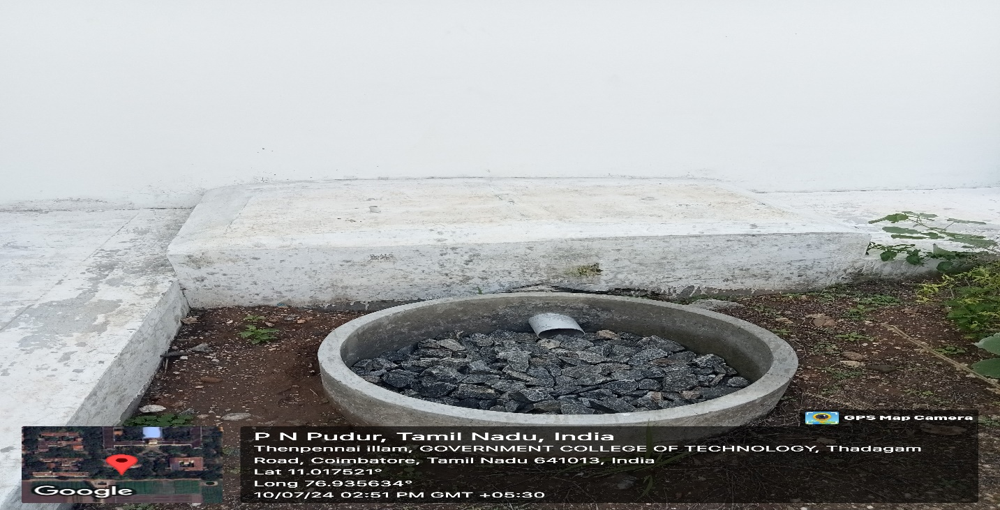 GPS Map Camera
P N Pudur, Tamil Nadu, India
Thenpennai illam, GOVERNMENT COLLEGE OF TECHNOLOGY, Thadagam
Road, Coimbatore, Tamil Nadu 641013, India
Lat 11.017521°
Long 76.935634°
10/07/24 02:51 PM GMT +05:30
Google